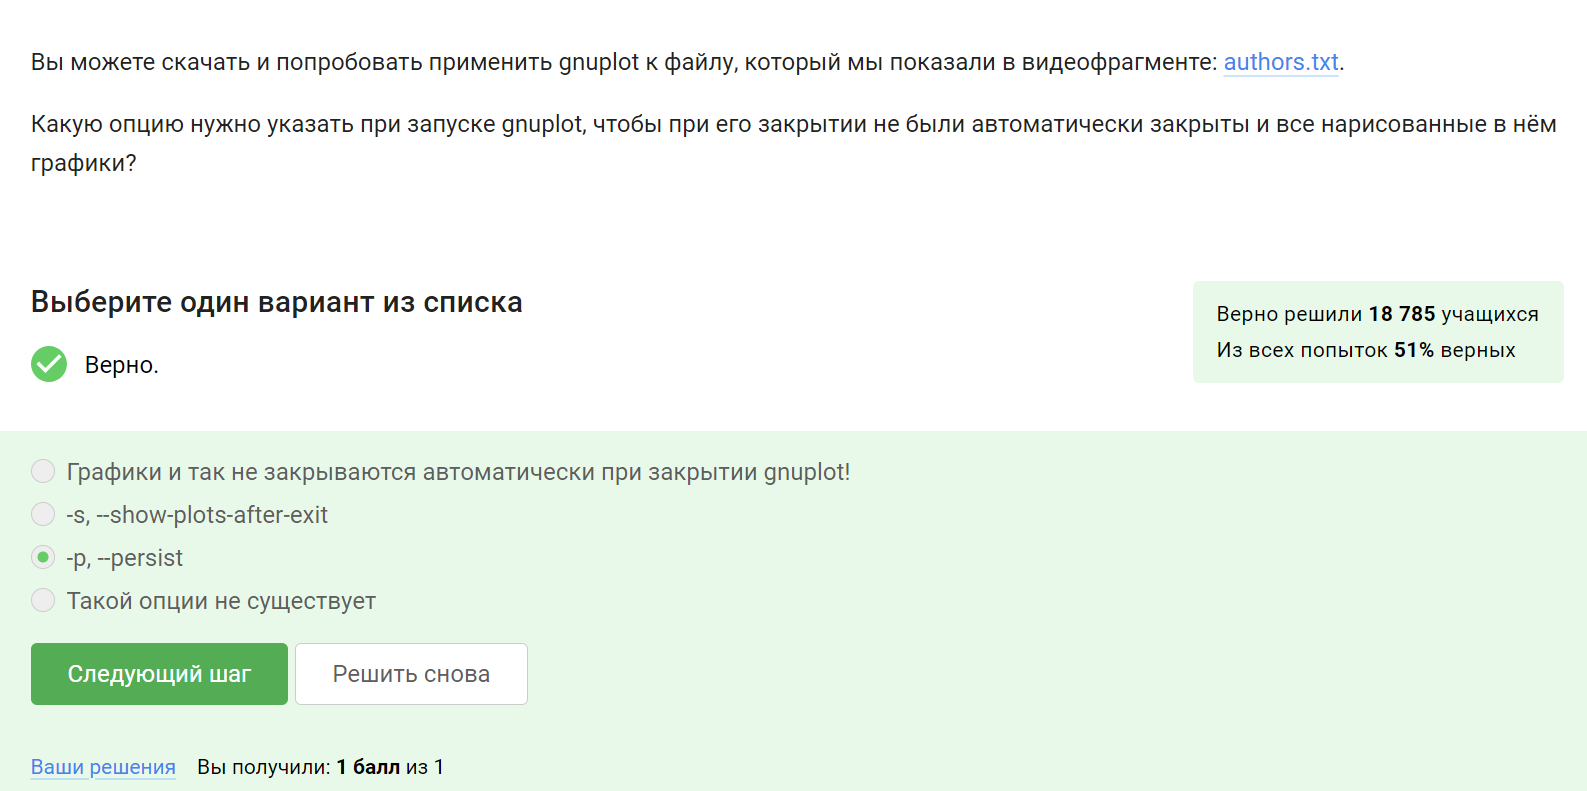 Вы можете скачать и попробовать применить gnuplot к файлу, который мы показали в видеофрагменте: authors.txt.
Какую опцию нужно указать при запуске gnuplot, чтобы при его закрытии не были автоматически закрыты и все нарисованные в нём
графики?
Выберите один вариант из списка
Верно решили 18 785 учащихся
Из всех попыток 51% верных
Верно.
Графики и так не закрываются автоматически при закрытии gnuplot!
-s, --show-plots-after-exit
-p, --persist
Такой опции не существует
Следующий шаг
Решить снова
Ваши решения
Вы получили: 1 балл из 1